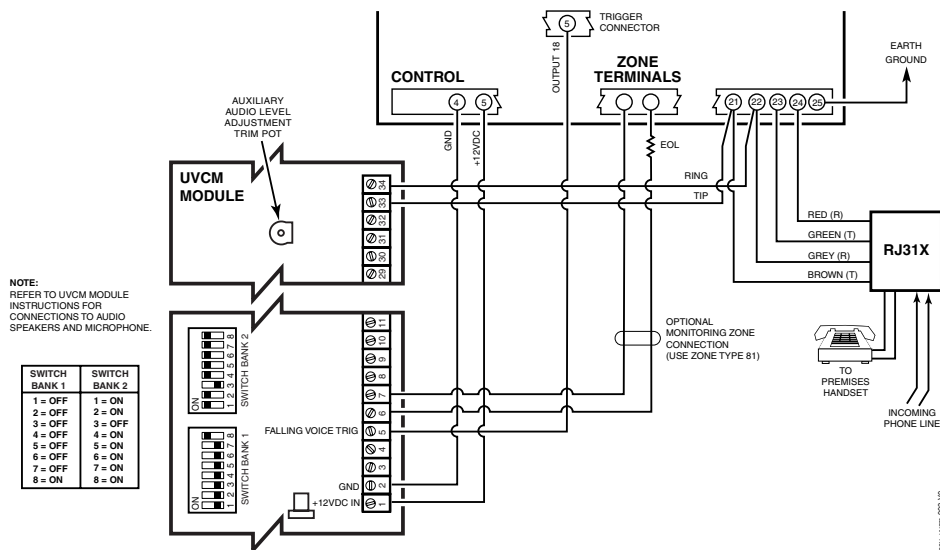 TRIGGER
CONNECTOR
5
OUTPUT 18
EARTH
GROUND
CONTROL
ZONE
TERMINALS
4
5
21
22
23
24
25
AUXILIARY
AUDIO LEVEL
ADJUSTMENT
TRIM POT
GND
+12VDC
EOL
UVCM
MODULE
34
33
32
31
30
29
RING
TIP
RED (R)
GREEN (T)
GREY (R)
BROWN (T)
RJ31X
NOTE:
REFER TO UVCM MODULE
INSTRUCTIONS FOR
CONNECTIONS TO AUDIO
SPEAKERS AND MICROPHONE.
SWITCH BANK 2
ON
1 2 3 4 5 6 7 8
SWITCH BANK 1
ON
1 2 3 4 5 6 7 8
11
10
9
8
7
6
5
4
3
2
1
FALLING VOICE TRIG
GND
+12VDC IN
OPTIONAL
MONITORING ZONE
CONNECTION
(USE ZONE TYPE 81)
TO
PREMISES
HANDSET
INCOMING
PHONE LINE
SWITCH BANK 1 SWITCH BANK 2
1 = OFF 1 = ON
2 = OFF 2 = ON
3 = OFF 3 = OFF
4 = OFF 4 = ON
5 = OFF 5 = ON
6 = OFF 6 = ON
7 = OFF 7 = ON
8 = ON 8 = ON